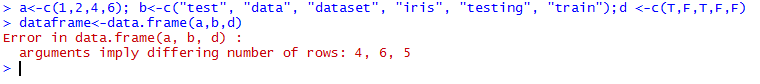 > a<-c(1,2,4,6); b<-c("test", "data", "dataset", "iris", "testing", "train");d <-c(T,F,T,F,F)
> dataframe<-data.frame(a,b,d)
Error in data.frame(a, b, d) :
  arguments imply differing number of rows: 4, 6, 5
>